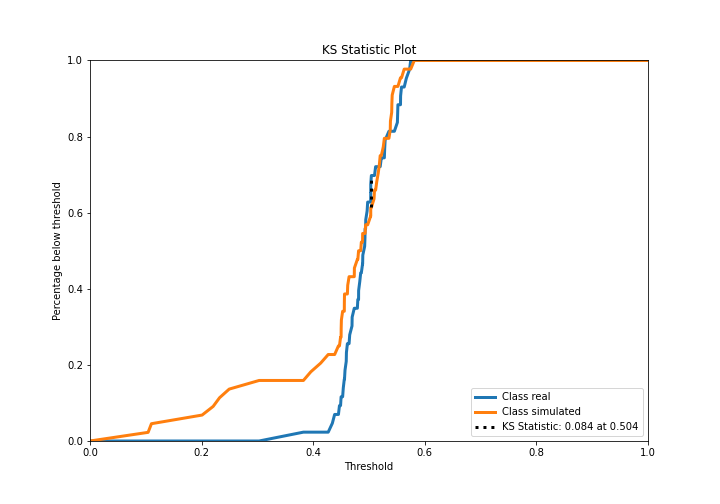 KS Statistic Plot
Percentage below threshold
1.0
0.8
0.6
0.4
0.2
0.0
0.0 0.2 0.4 0.6 0.8 1.0
Threshold
Class real
Class simulated
KS Statistic: 0.084 at 0.504